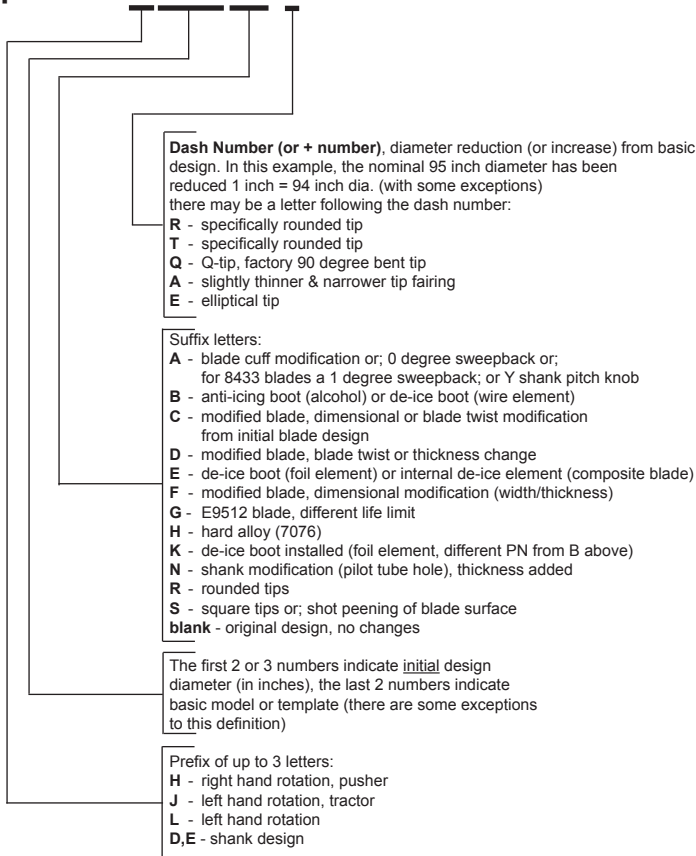 Dash Number (or + number), diameter reduction (or increase) from basic
design. In this example, the nominal 95 inch diameter has been
reduced 1 inch = 94 inch dia. (with some exceptions)
there may be a letter following the dash number:
R - specifically rounded tip
T - specifically rounded tip
Q - Q-tip, factory 90 degree bent tip
A - slightly thinner & narrower tip fairing
E - elliptical tip
Suffix letters:
A - blade cuff modification or; 0 degree sweepback or;
for 8433 blades a 1 degree sweepback; or Y shank pitch knob
B - anti-icing boot (alcohol) or de-ice boot (wire element)
C - modified blade, dimensional or blade twist modification
from initial blade design
D - modified blade, blade twist or thickness change
E - de-ice boot (foil element) or internal de-ice element (composite blade)
F - modified blade, dimensional modification (width/thickness)
G - E9512 blade, different life limit
H - hard alloy (7076)
K - de-ice boot installed (foil element, different PN from B above)
N - shank modification (pilot tube hole), thickness added
R - rounded tips
S - square tips or; shot peening of blade surface
blank - original design, no changes
The first 2 or 3 numbers indicate initial design
diameter (in inches), the last 2 numbers indicate
basic model or template (there are some exceptions
to this definition)
Prefix of up to 3 letters:
H - right hand rotation, pusher
J - left hand rotation, tractor
L - left hand rotation
D,E - shank design